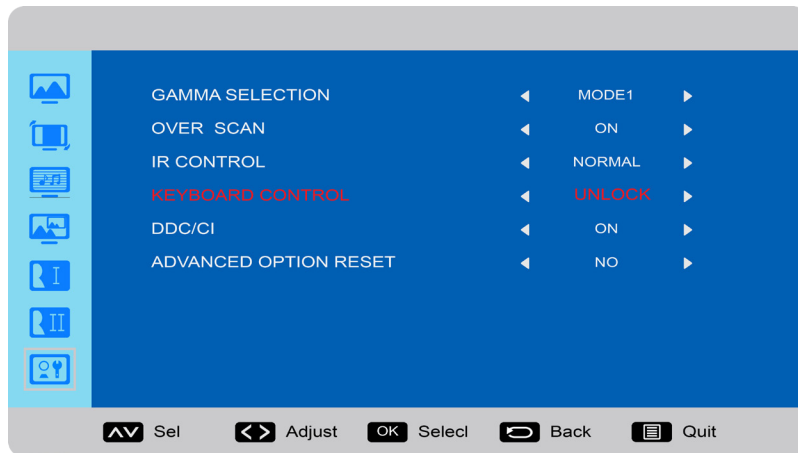 GAMMA SELECTION MODE1
OVER SCAN ON
IR CONTROL NORMAL
KEYBOARD CONTROL UNLOCK
DDC/CI ON
ADVANCED OPTION RESET NO
I
II
Sel Adjust OK Selecl Back Quit